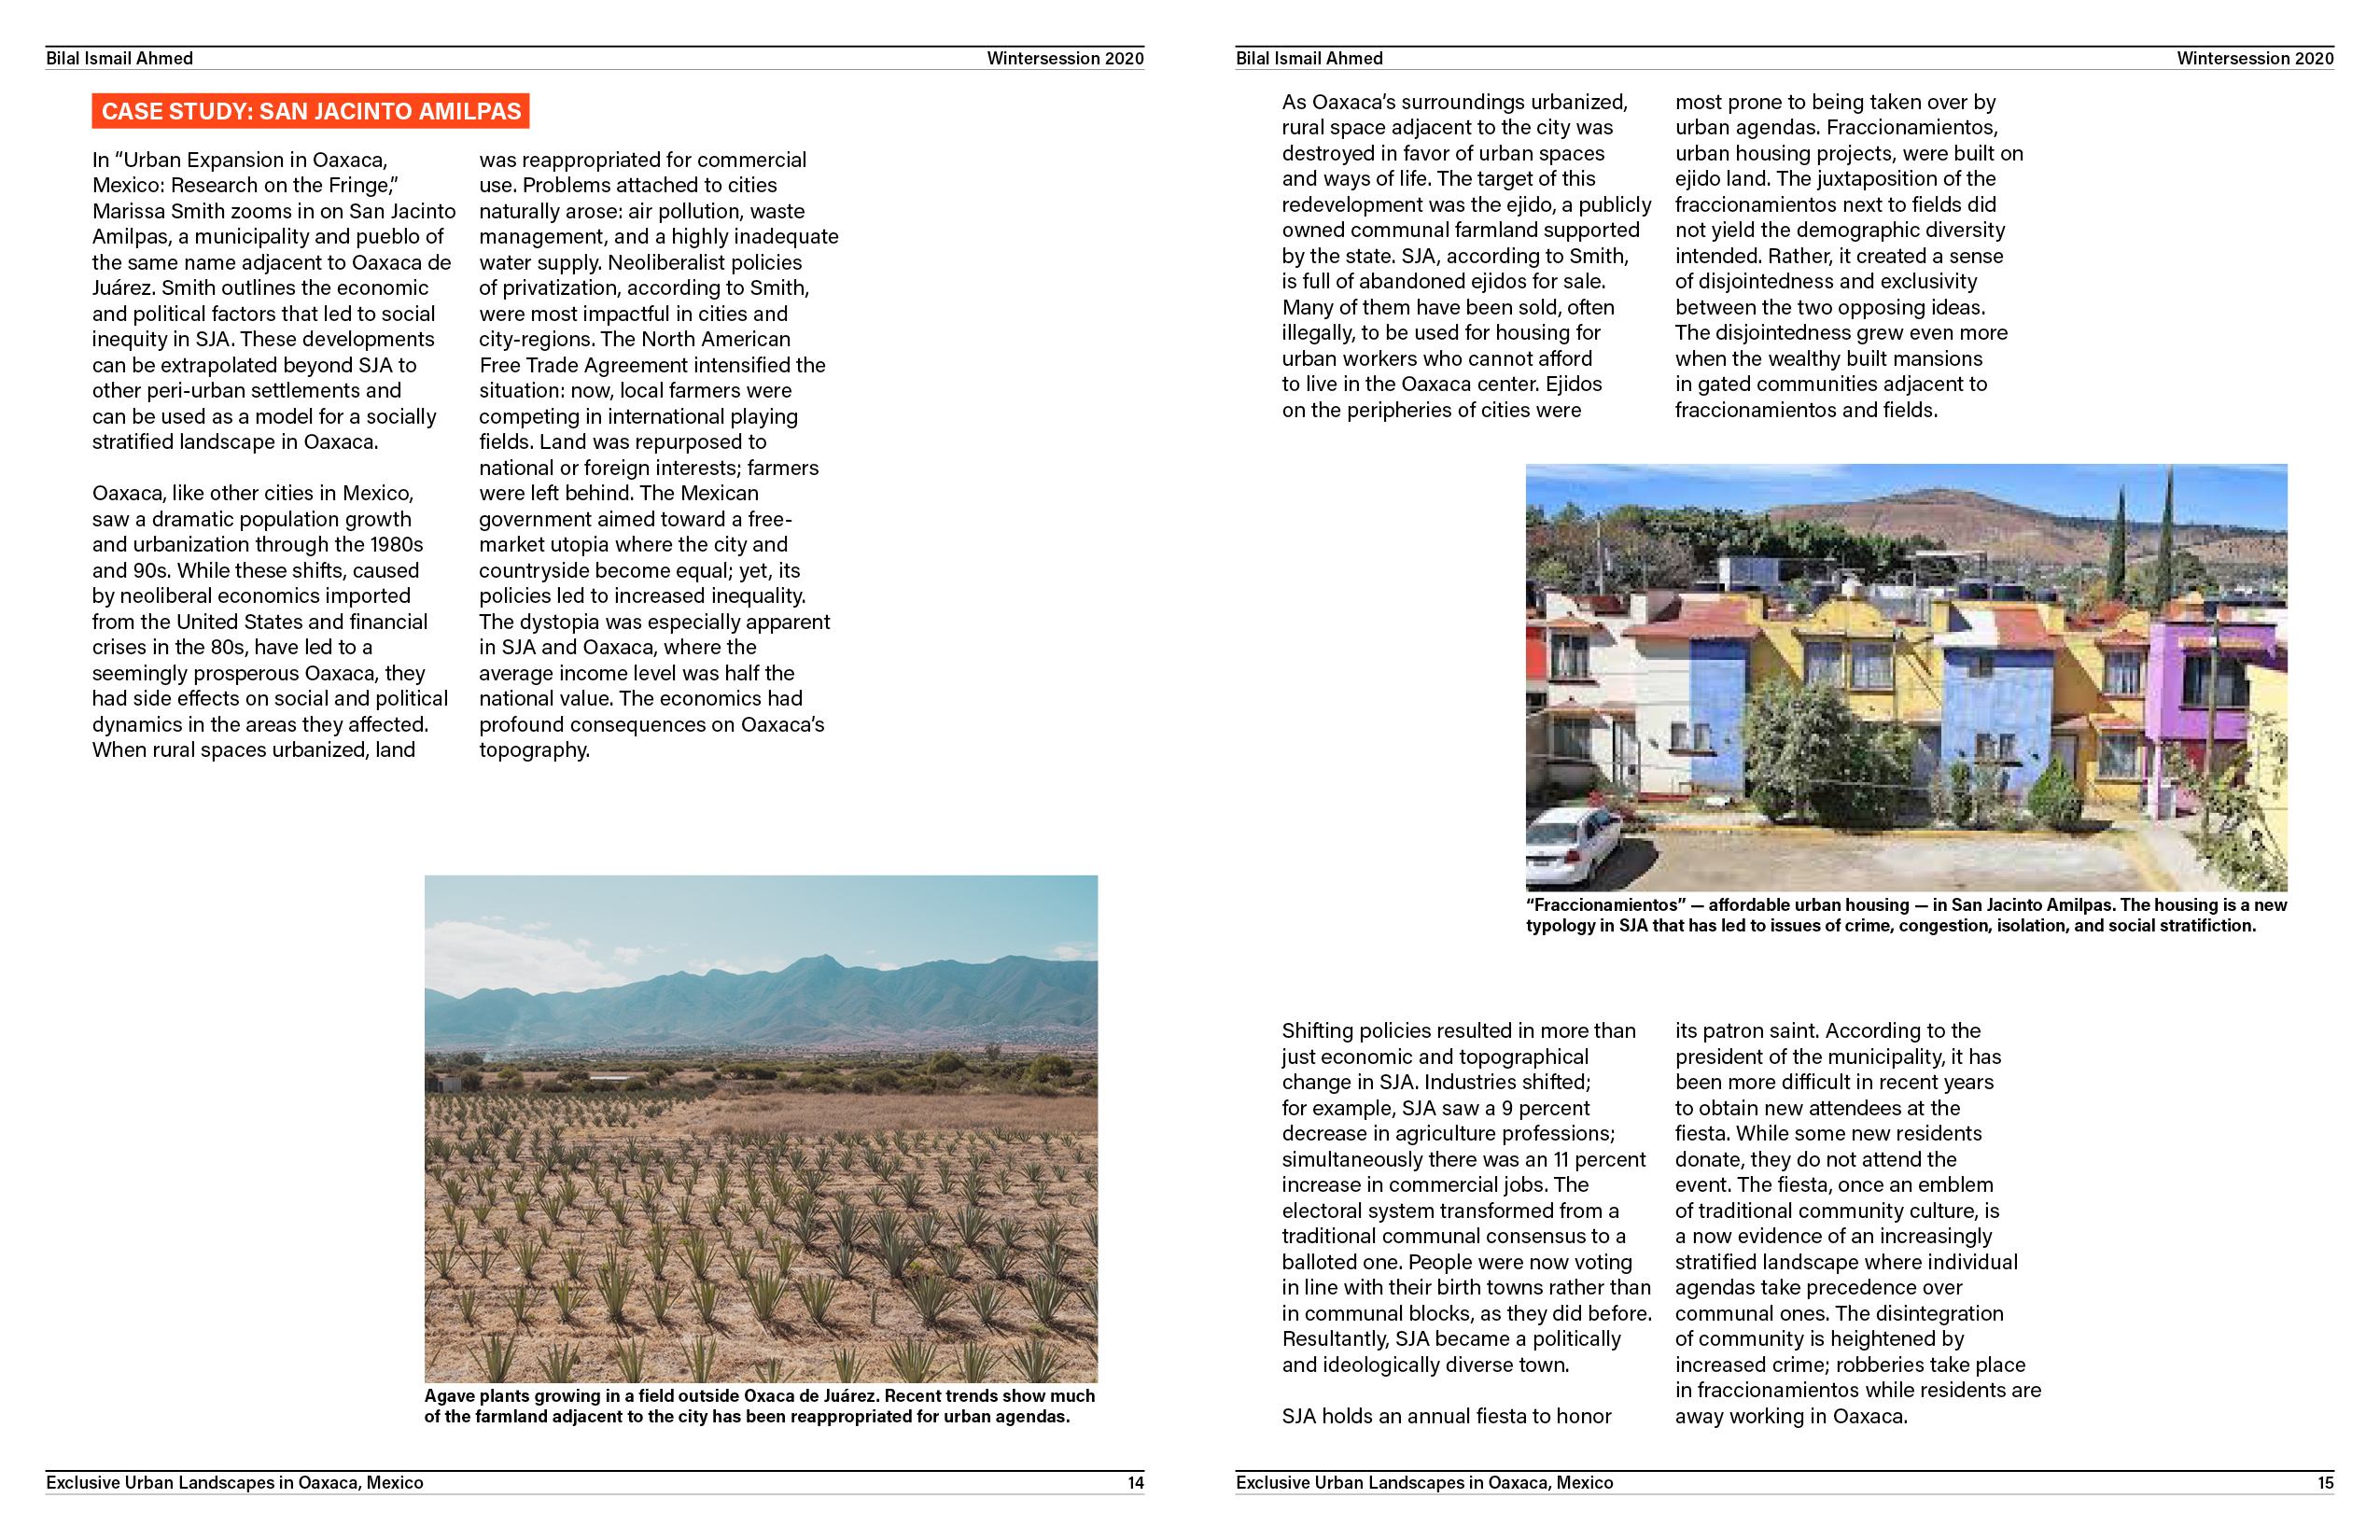 Bilal Ismail Ahmed
Wintersession 2020
CASE STUDY: SAN JACINTO AMILPAS
In “Urban Expansion in Oaxaca,
Mexico: Research on the Fringe,”
Marissa Smith zooms in on San Jacinto
Amilpas, a municipality and pueblo of
the same name adjacent to Oaxaca de
Juárez. Smith outlines the economic
and political factors that led to social
inequity in SJA. These developments
can be extrapolated beyond SJA to
other peri-urban settlements and
can be used as a model for a socially
stratified landscape in Oaxaca.
Oaxaca, like other cities in Mexico,
saw a dramatic population growth
and urbanization through the 1980s
and 90s. While these shifts, caused
by neoliberal economics imported
from the United States and financial
crises in the 80s, have led to a
seemingly prosperous Oaxaca, they
had side effects on social and political
dynamics in the areas they affected.
When rural spaces urbanized, land
was reappropriated for commercial
use. Problems attached to cities
naturally arose: air pollution, waste
management, and a highly inadequate
water supply. Neoliberalist policies
of privatization, according to Smith,
were most impactful in cities and
city-regions. The North American
Free Trade Agreement intensified the
situation: now, local farmers were
competing in international playing
fields. Land was repurposed to
national or foreign interests; farmers
were left behind. The Mexican
government aimed toward a free-
market utopia where the city and
countryside become equal; yet, its
policies led to increased inequality.
The dystopia was especially apparent
in SJA and Oaxaca, where the
average income level was half the
national value. The economics had
profound consequences on Oaxaca’s
topography.
Agave plants growing in a field outside Oxaca de Juárez. Recent trends show much
of the farmland adjacent to the city has been reappropriated for urban agendas.
Exclusive Urban Landscapes in Oaxaca, Mexico
14
Bilal Ismail Ahmed
Wintersession 2020
As Oaxaca’s surroundings urbanized,
rural space adjacent to the city was
destroyed in favor of urban spaces
and ways of life. The target of this
redevelopment was the ejido, a publicly
owned communal farmland supported
by the state. SJA, according to Smith,
is full of abandoned ejidos for sale.
Many of them have been sold, often
illegally, to be used for housing for
urban workers who cannot afford
to live in the Oaxaca center. Ejidos
on the peripheries of cities were
most prone to being taken over by
urban agendas. Fraccionamientos,
urban housing projects, were built on
ejido land. The juxtaposition of the
fraccionamientos next to fields did
not yield the demographic diversity
intended. Rather, it created a sense
of disjointedness and exclusivity
between the two opposing ideas.
The disjointedness grew even more
when the wealthy built mansions
in gated communities adjacent to
fraccionamientos and fields.
“Fraccionamientos” — affordable urban housing — in San Jacinto Amilpas. The housing is a new
typology in SJA that has led to issues of crime, congestion, isolation, and social stratifiction.
Shifting policies resulted in more than
just economic and topographical
change in SJA. Industries shifted;
for example, SJA saw a 9 percent
decrease in agriculture professions;
simultaneously there was an 11 percent
increase in commercial jobs. The
electoral system transformed from a
traditional communal consensus to a
balloted one. People were now voting
in line with their birth towns rather than
in communal blocks, as they did before.
Resultantly, SJA became a politically
and ideologically diverse town.
SJA holds an annual fiesta to honor
its patron saint. According to the
president of the municipality, it has
been more difficult in recent years
to obtain new attendees at the
fiesta. While some new residents
donate, they do not attend the
event. The fiesta, once an emblem
of traditional community culture, is
a now evidence of an increasingly
stratified landscape where individual
agendas take precedence over
communal ones. The disintegration
of community is heightened by
increased crime; robberies take place
in fraccionamientos while residents are
away working in Oaxaca.
Exclusive Urban Landscapes in Oaxaca, Mexico
15